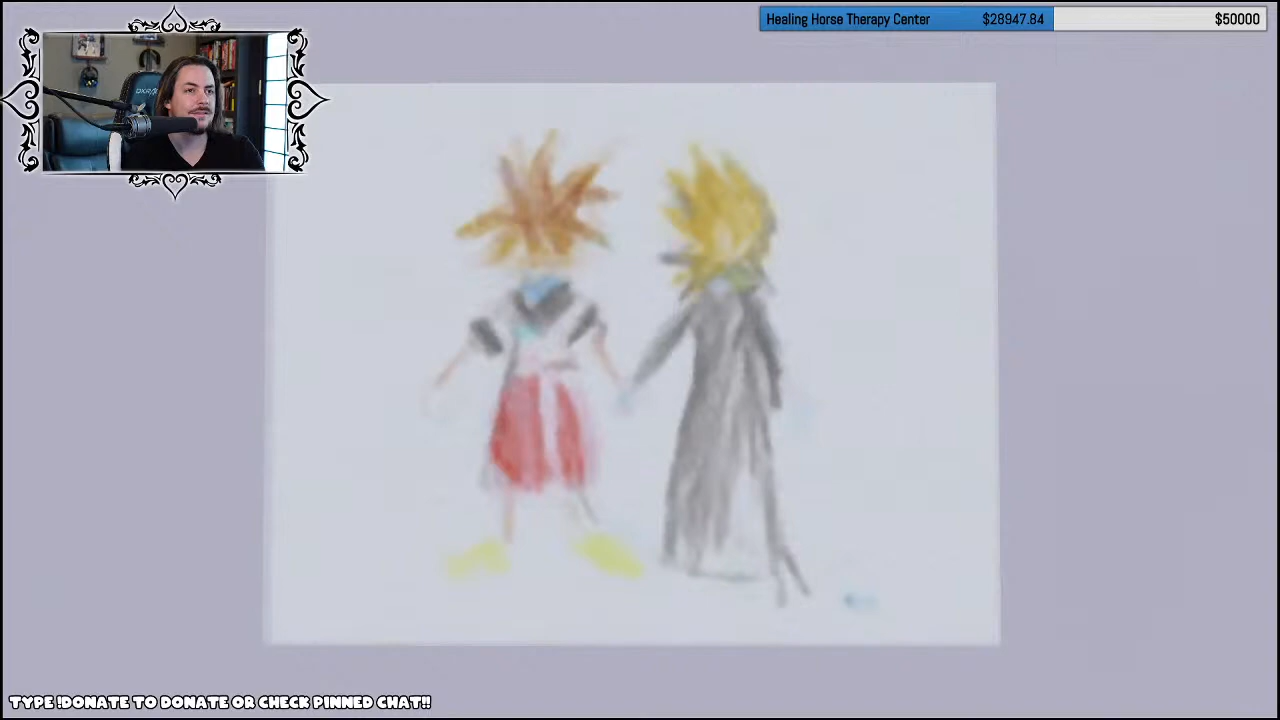 Healing Horse Therapy Center $28947.84 $50000
TYPE !DONATE TO DONATE OR CHECK PINNED CHAT!!